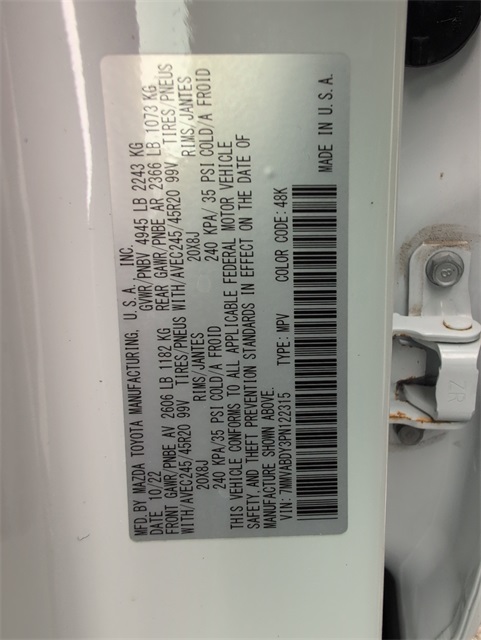 MFD. BY MAZDA TOYOTA MANUFACTURING, U.S.A., INC.
DATE 10/22 GVWR/PNBV 4945 LB 2243 KG
FRONT GAWR/PNBE AV 2606 LB 1182 KG REAR GAWR/PNBE AR 2366 LB 1073 KG
WITH/AVEC245/45R20 99V TIRES/PNEUS WITH/AVEC245/45R20 99V TIRES/PNEUS
20X8J RIMS/JANTES 20X8J RIMS/JANTES
240 KPA/35 PSI COLD/A FROID 240 KPA/35 PSI COLD/A FROID
THIS VEHICLE CONFORMS TO ALL APPLICABLE FEDERAL MOTOR VEHICLE
SAFETY, AND THEFT PREVENTION STANDARDS IN EFFECT ON THE DATE OF
MANUFACTURE SHOWN ABOVE.
VIN: 7MMVABDY3PN122315 TYPE: MPV COLOR CODE: 48K
MADE IN U.S.A.
B
ZR